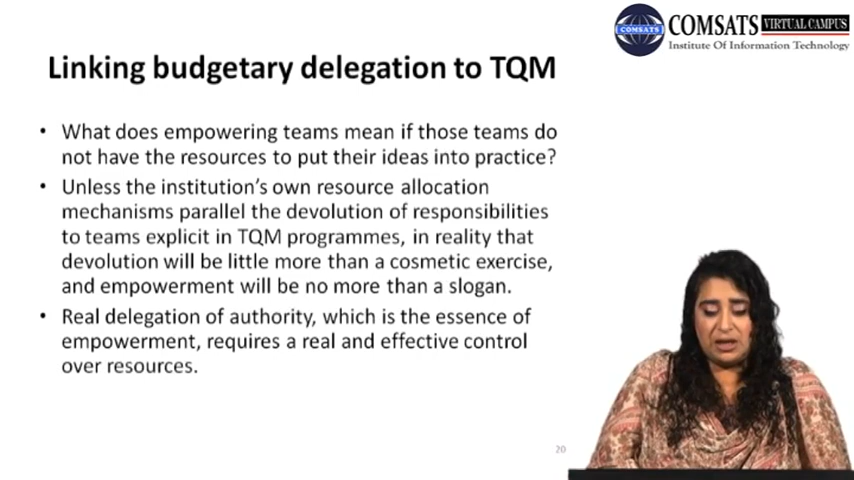 COMSATS VIRTUAL CAMPUS
COMSATS
Institute Of Information Technology
Linking budgetary delegation to TQM
• What does empowering teams mean if those teams do
not have the resources to put their ideas into practice?
• Unless the institution's own resource allocation
mechanisms parallel the devolution of responsibilities
to teams explicit in TQM programmes, in reality that
devolution will be little more than a cosmetic exercise,
and empowerment will be no more than a slogan.
• Real delegation of authority, which is the essence of
empowerment, requires a real and effective control
over resources.
20